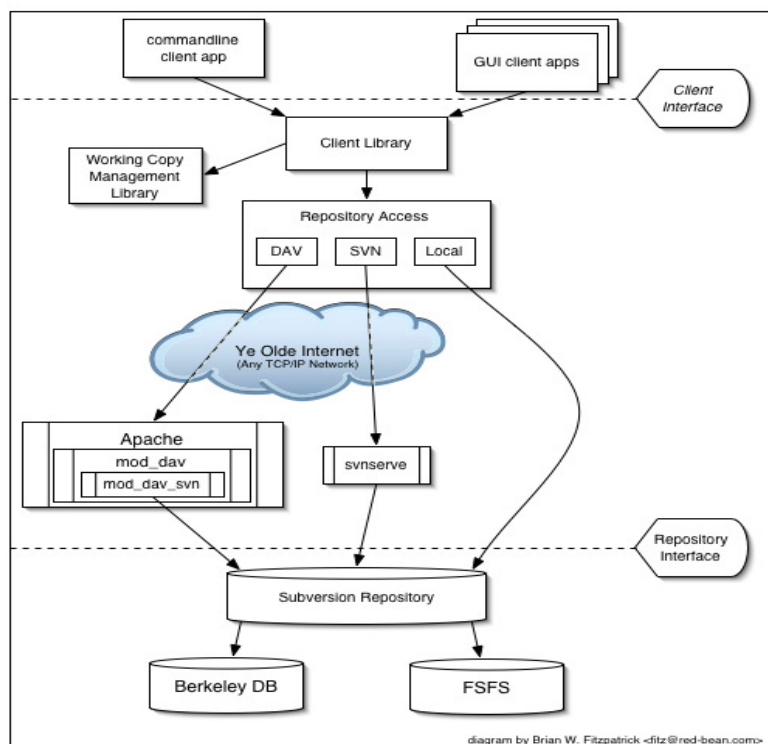 commandline
client app
GUI client apps
Client
Interface
Client Library
Working Copy
Management
Library
Repository Access
DAV
SVN
Local
Ye Olde Internet
(Any TCP/IP Network)
Apache
mod_dav
mod_dav_svn
svnserve
Repository
Interface
Subversion Repository
Berkeley DB
FSFS
diagram by Brian W. Fitzpatrick <fitz@red-bean.com>